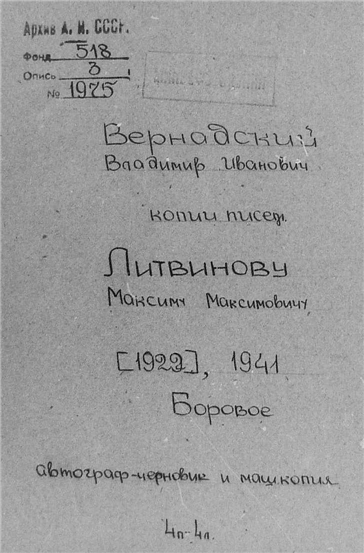 Архив А. Н. СССР.
Фонд 518
Опись 3
№ 1975
Вернадский
Владимир Иванович
копии писем
Литвинову
Максиму Максимовичу
[1922], 1941
Боровое
автограф-черновик и машкопия
4п-4л.